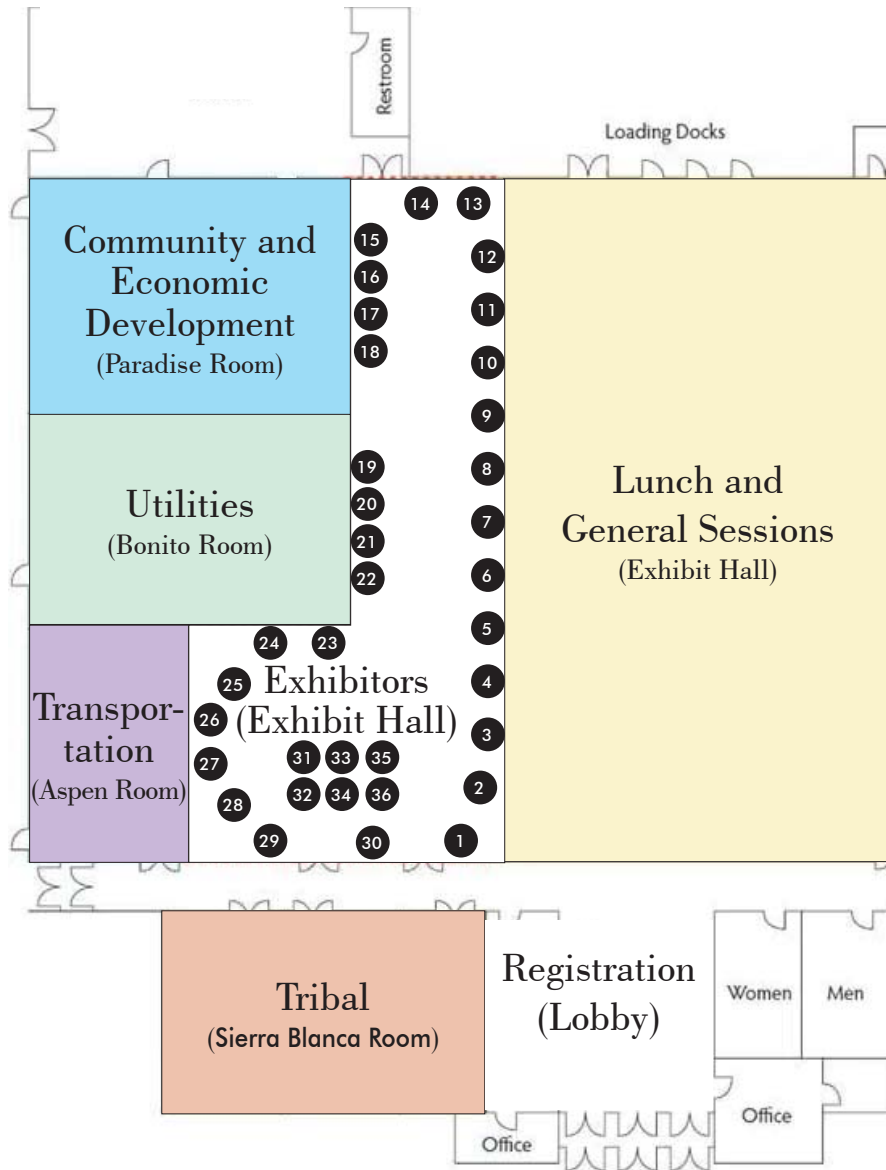 Restroom
Loading Docks
14
13
15
12
16
11
17
18
10
Community and
Economic
Development
(Paradise Room)
9
19
8
20
7
21
22
6
Utilities
(Bonito Room)
Lunch and
General Sessions
(Exhibit Hall)
24
23
5
25
4
26
3
27
Exhibitors
(Exhibit Hall)
31
33
35
32
34
36
2
28
29
30
1
Transpor-
tation
(Aspen Room)
Tribal
(Sierra Blanca Room)
Registration
(Lobby)
Women
Men
Office
Office